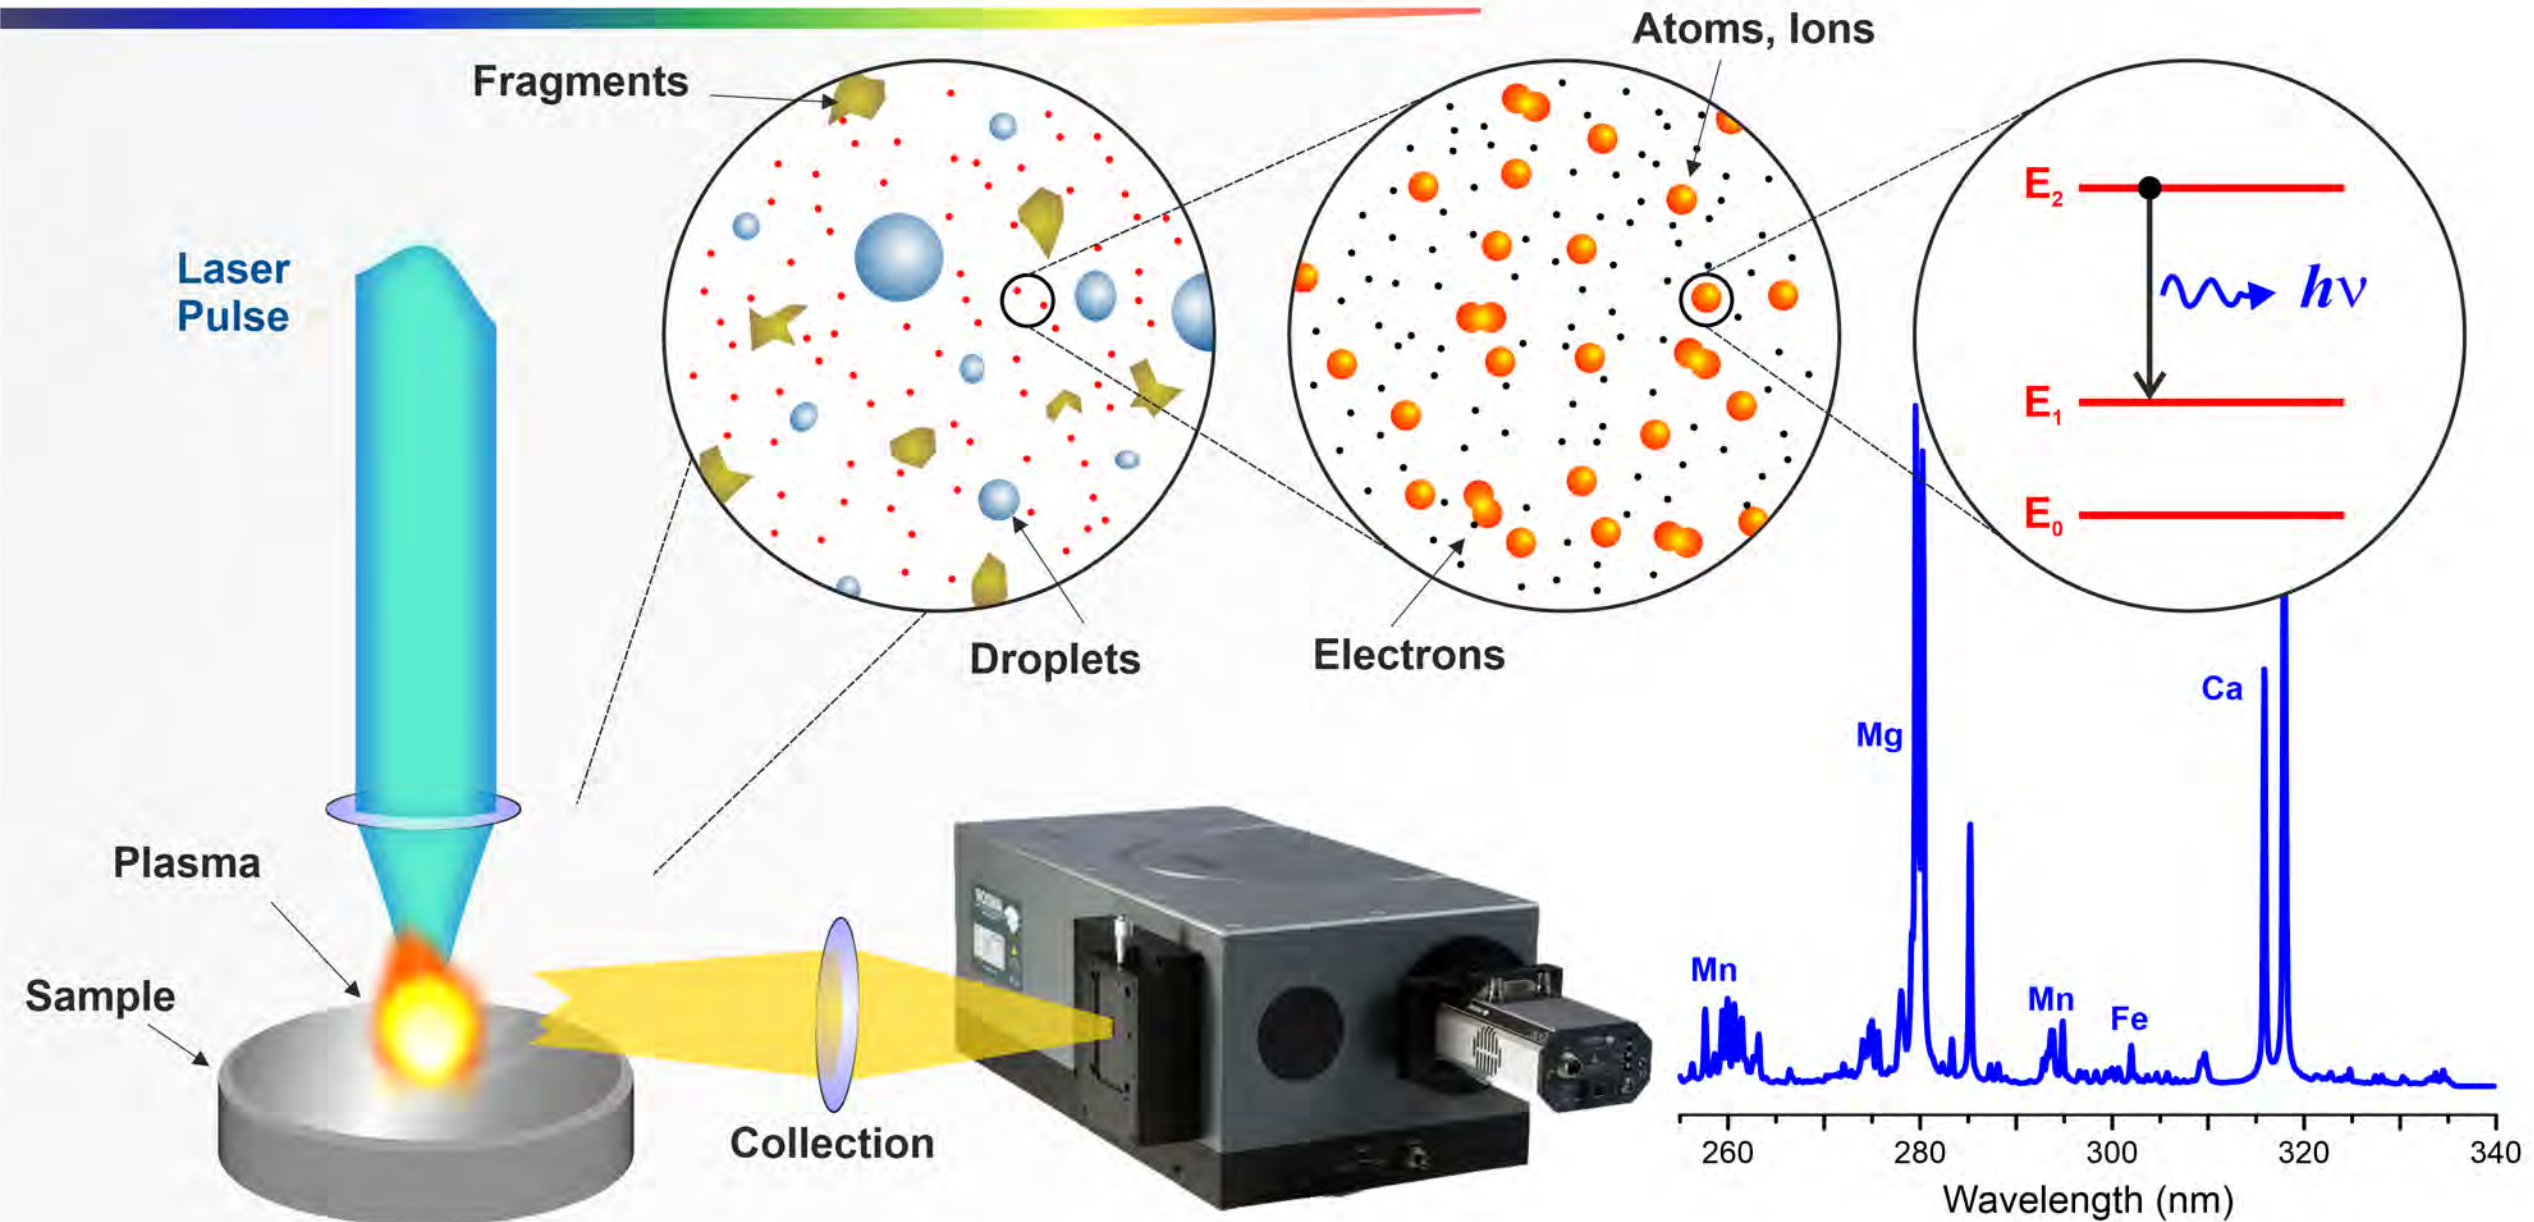 Atoms, Ions
Fragments
E2
Laser
Pulse
hν
E1
E0
Droplets
Electrons
Ca
Mg
Plasma
Mn
Sample
Mn
Fe
Collection
260
280
300
320
340
Wavelength (nm)